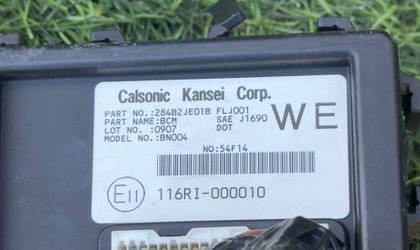 Calsonic Kansei Corp.
PART NO.:284B2JE01B FLJ001
PART NAME:BCM SAE J1690
LOT NO. :0907 DOT
MODEL NO.:BN004
WE
NO:54F14
E11 116RI-000010